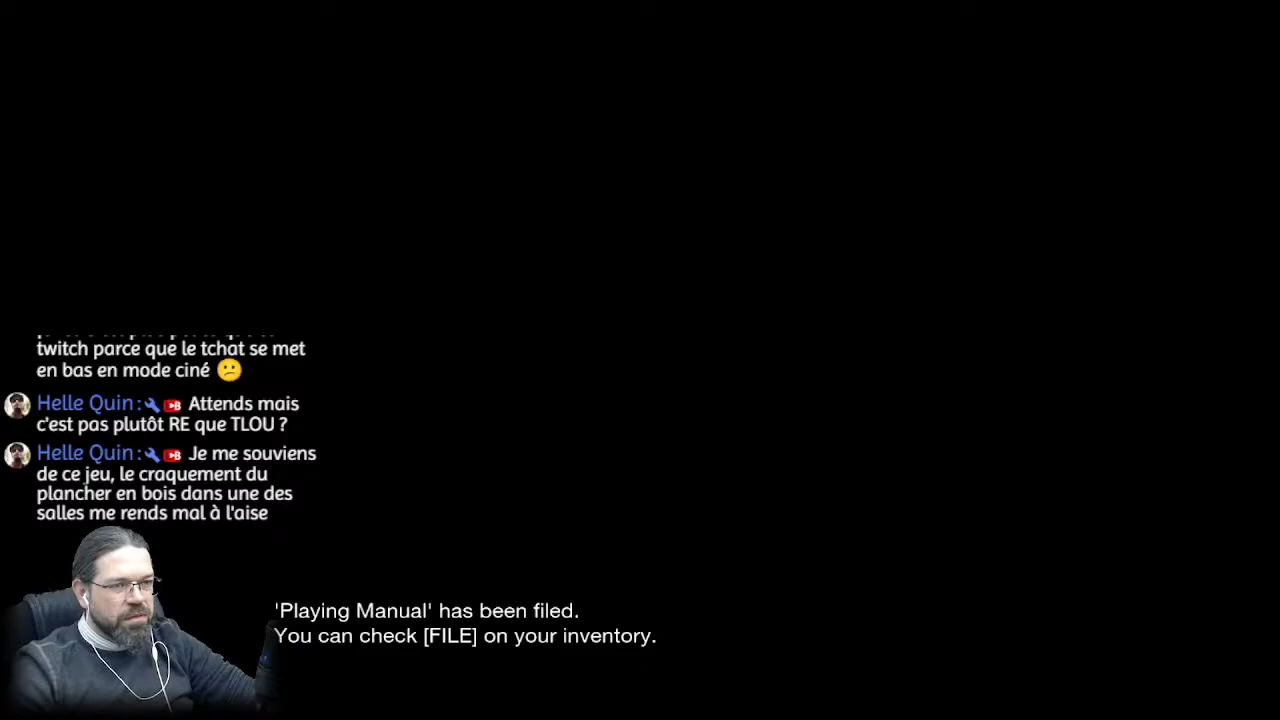 twitch parce que le tchat se met
en bas en mode ciné
Helle Quin: Attends mais
c'est pas plutôt RE que TLOU ?
Helle Quin: Je me souviens
de ce jeu, le craquement du
plancher en bois dans une des
salles me rends mal à l'aise
'Playing Manual' has been filed.
You can check [FILE] on your inventory.